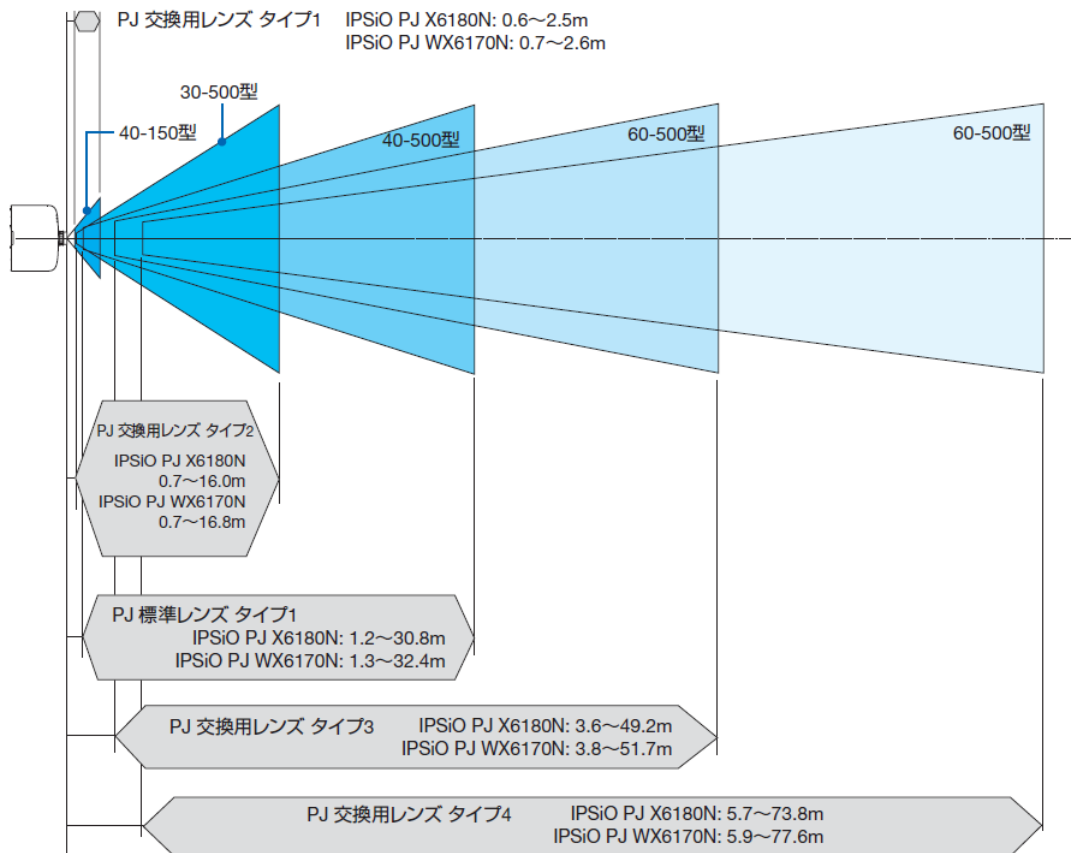 PJ 交換用レンズ タイプ1 IPSiO PJ X6180N: 0.6～2.5m
IPSiO PJ WX6170N: 0.7～2.6m
30-500型
40-150型
40-500型
60-500型
60-500型
PJ 交換用レンズ タイプ2
IPSiO PJ X6180N
0.7～16.0m
IPSiO PJ WX6170N
0.7～16.8m
PJ 標準レンズ タイプ1
IPSiO PJ X6180N: 1.2～30.8m
IPSiO PJ WX6170N: 1.3～32.4m
PJ 交換用レンズ タイプ3 IPSiO PJ X6180N: 3.6～49.2m
IPSiO PJ WX6170N: 3.8～51.7m
PJ 交換用レンズ タイプ4 IPSiO PJ X6180N: 5.7～73.8m
IPSiO PJ WX6170N: 5.9～77.6m